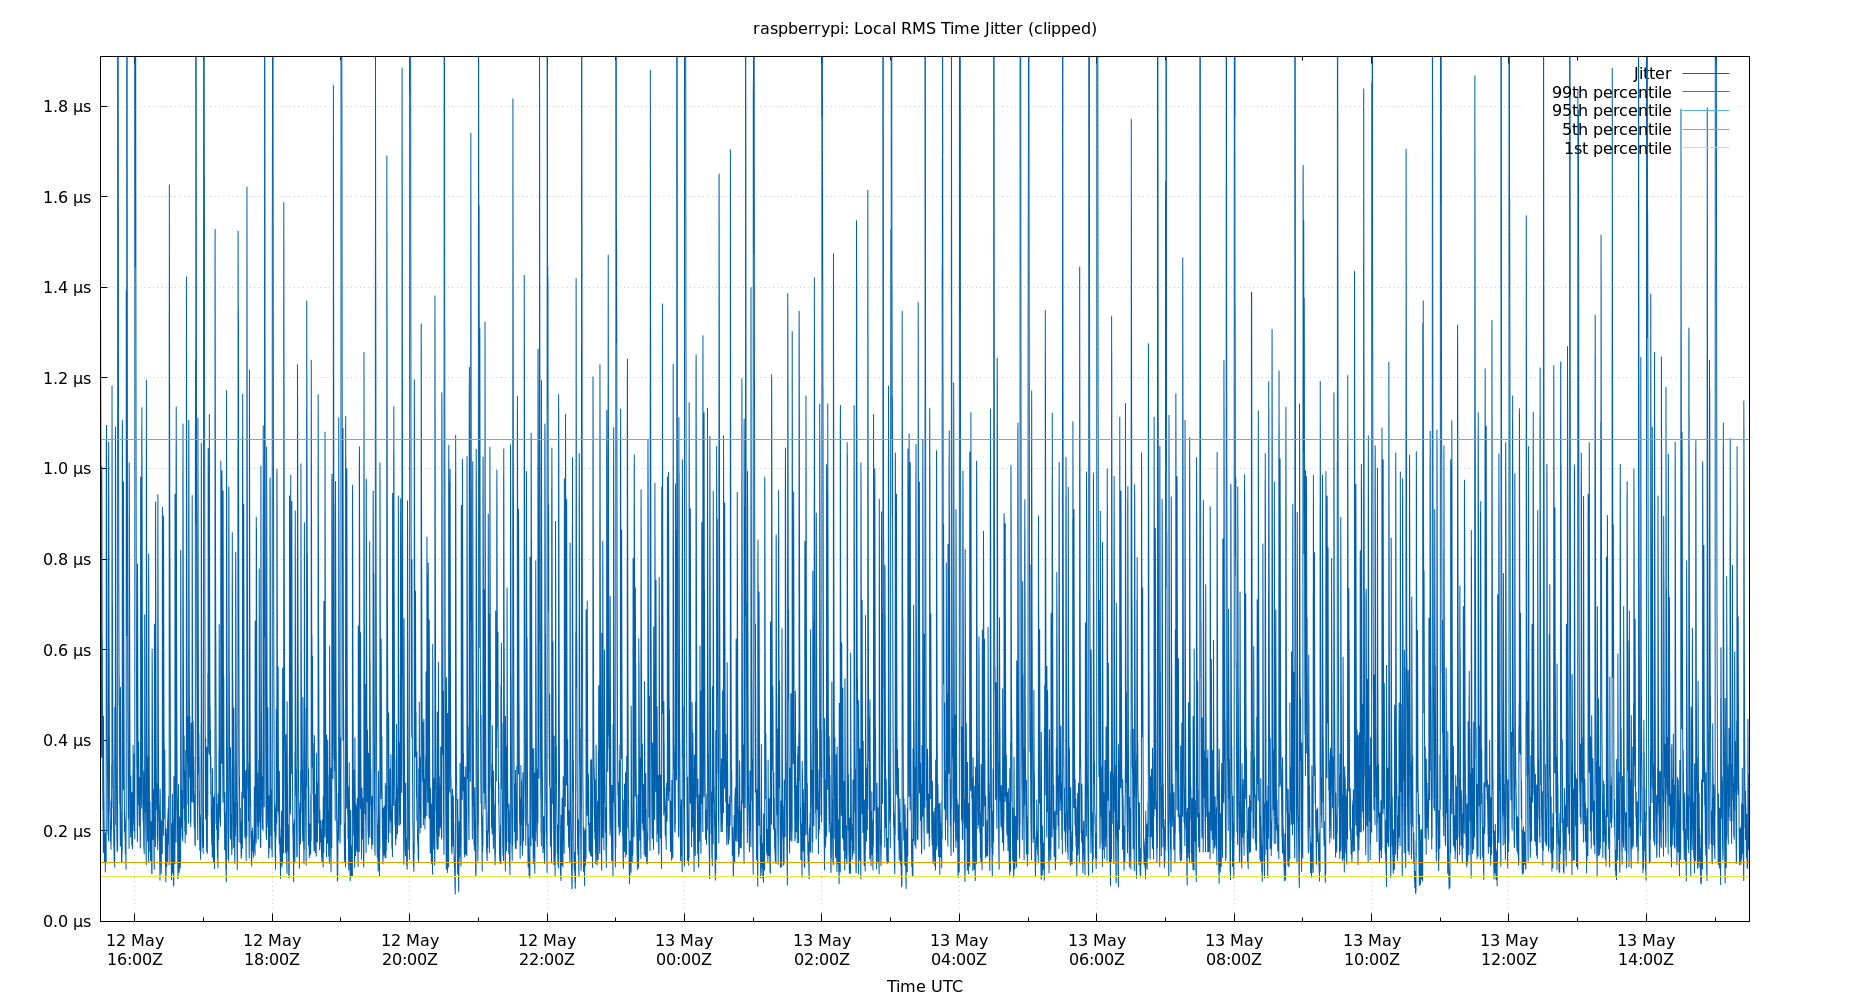 raspberrypi: Local RMS Time Jitter (clipped)
Jitter
99th percentile
95th percentile
5th percentile
1st percentile
1.8 µs
1.6 µs
1.4 µs
1.2 µs
1.0 µs
0.8 µs
0.6 µs
0.4 µs
0.2 µs
0.0 µs
12 May 12 May 12 May 12 May 13 May 13 May 13 May 13 May 13 May 13 May 13 May 13 May
16:00Z 18:00Z 20:00Z 22:00Z 00:00Z 02:00Z 04:00Z 06:00Z 08:00Z 10:00Z 12:00Z 14:00Z
Time UTC